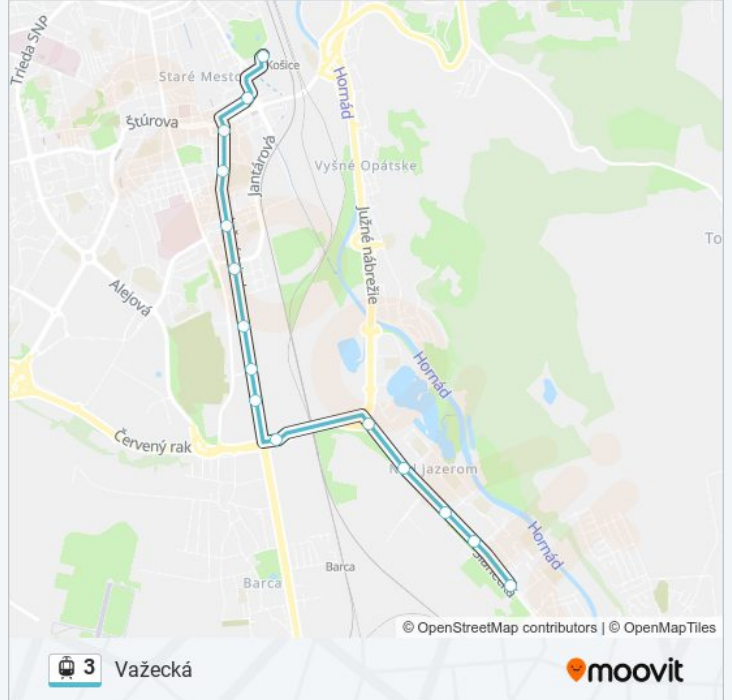 Trieda SNP
Staré Mesto
Košice
Hornád
Štúrova
Jantárová
Vyšné Opátske
Južné nábrežie
To
Alejová
Hornád
Červený rak
Nad jazerom
Hornád
Barca
Barca
© OpenStreetMap contributors | © OpenMapTiles
3 Važecká
moovit